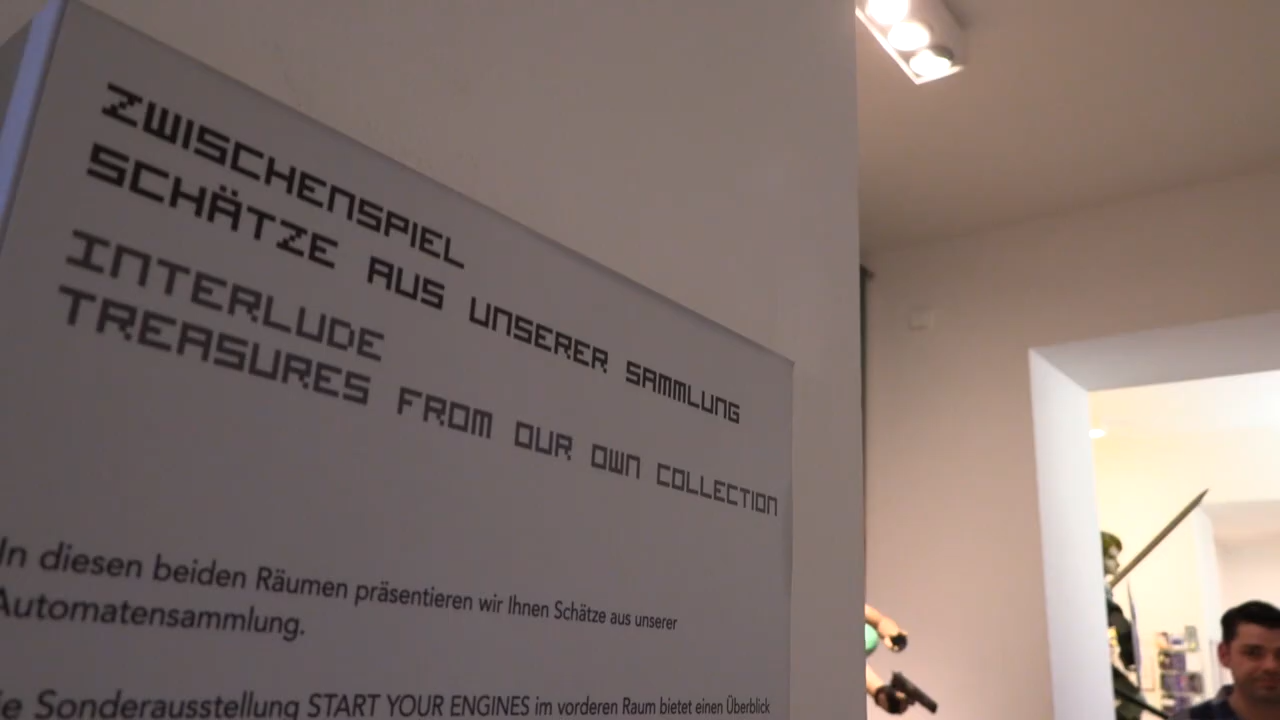 ZWISCHENSPIEL
SCHÄTZE AUS UNSERER SAMMLUNG
INTERLUDE
TREASURES FROM OUR OWN COLLECTION
In diesen beiden Räumen präsentieren wir Ihnen Schätze aus unserer
Automatensammlung.
Sonderausstellung START YOUR ENGINES im vorderen Raum bietet einen Überblick